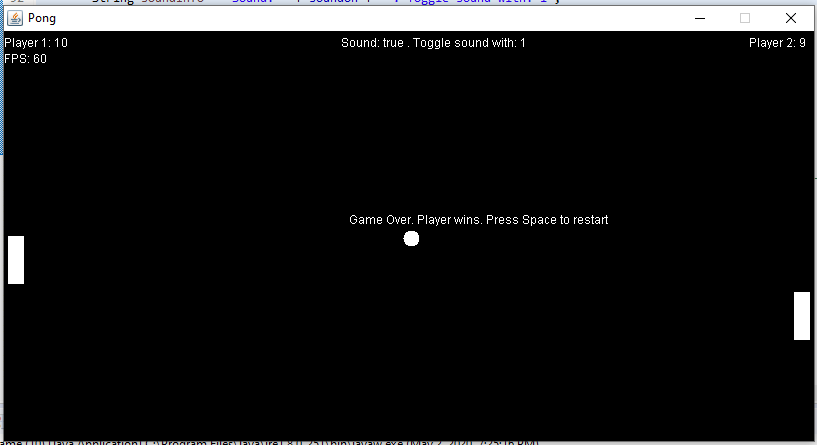 Pong
Player 1: 10
Sound: true . Toggle sound with: 1
Player 2: 9
FPS: 60
Game Over. Player wins. Press Space to restart